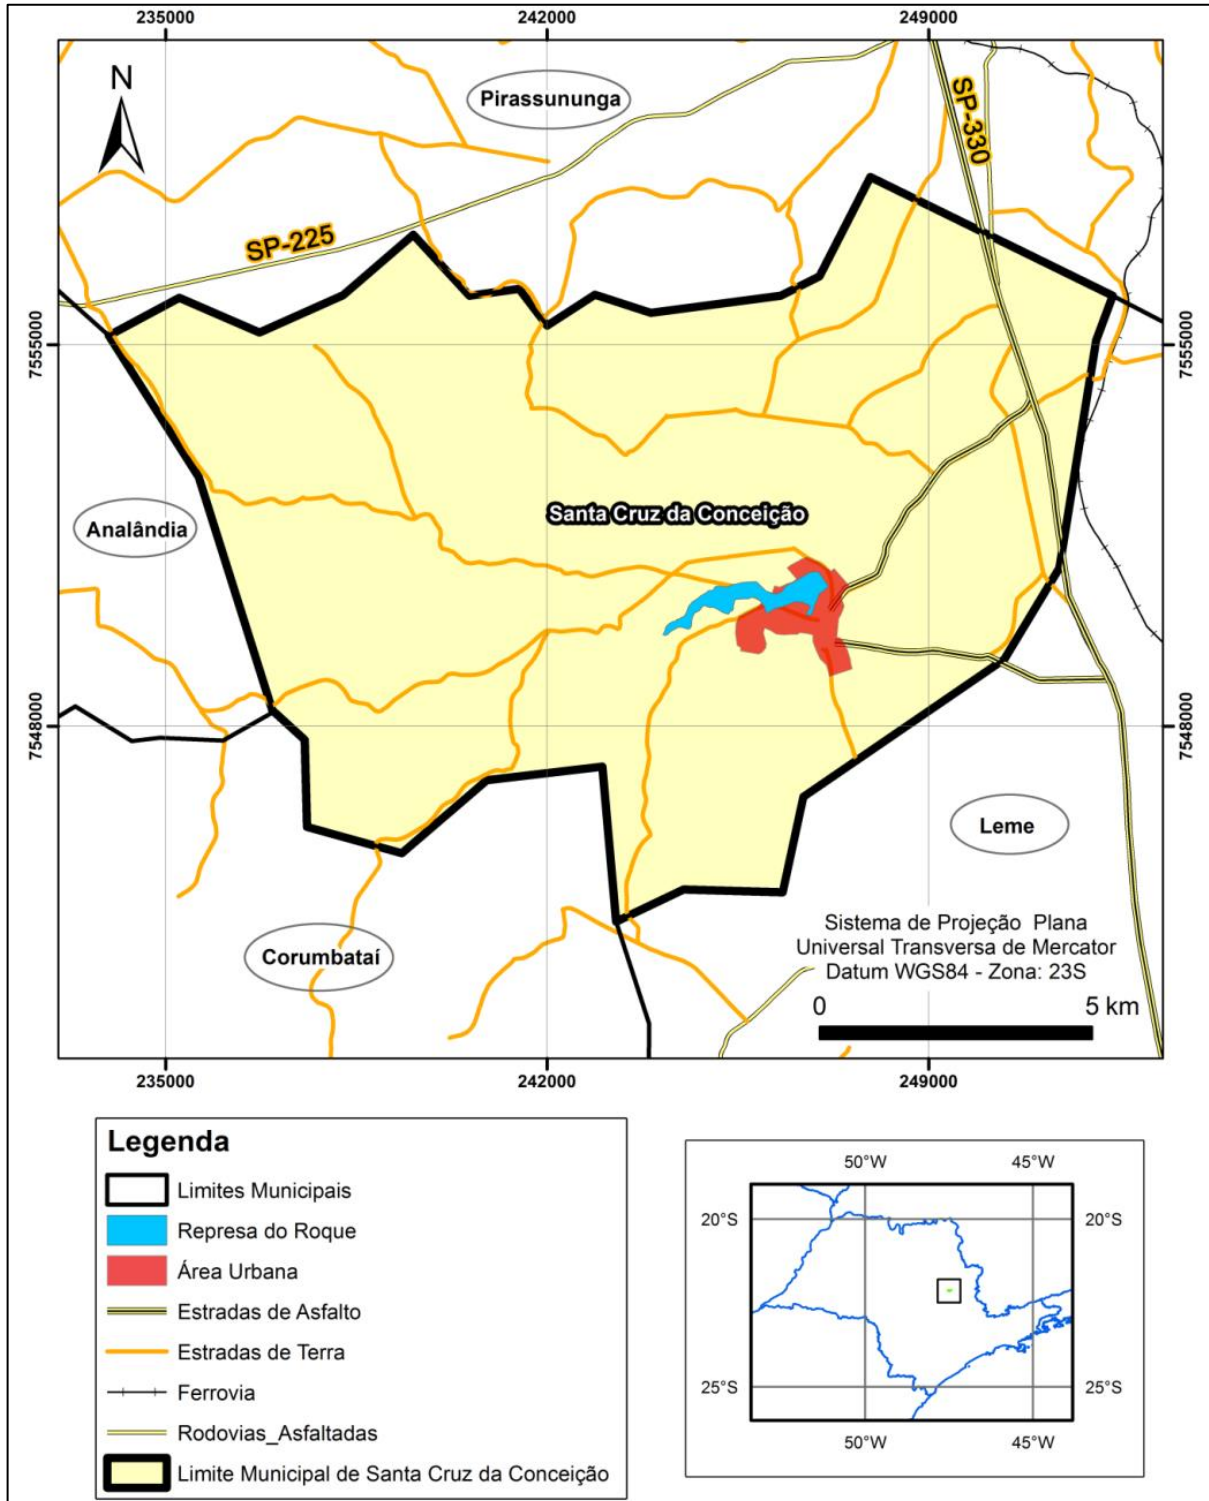 235000
242000
249000
N
Pirassununga
SP-330
SP-225
7555000
7555000
Santa Cruz da Conceição
Analândia
7548000
7548000
Leme
Corumbataí
Sistema de Projeção Plana
Universal Transversa de Mercator
Datum WGS84 - Zona: 23S
0 5 km
235000
242000
249000
Legenda
Limites Municipais
Represa do Roque
Área Urbana
Estradas de Asfalto
Estradas de Terra
Ferrovia
Rodovias_Asfaltadas
Limite Municipal de Santa Cruz da Conceição
50°W 45°W
20°S 20°S
25°S 25°S
50°W 45°W